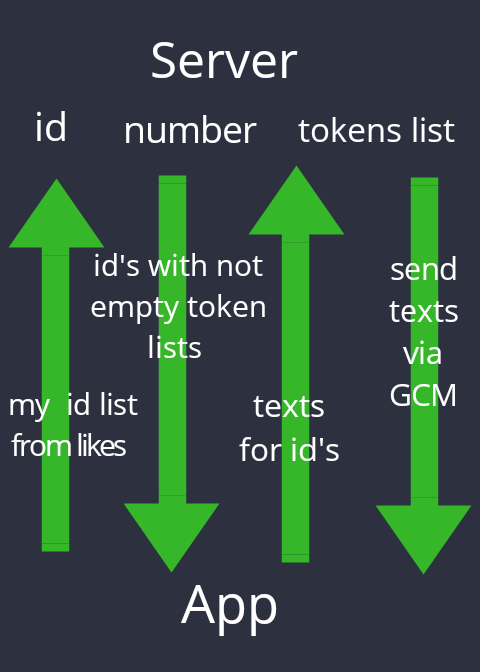 Server
id
number
tokens list
id's with not
empty token
lists
send
texts
via
GCM
my id list
from likes
texts
for id's
App